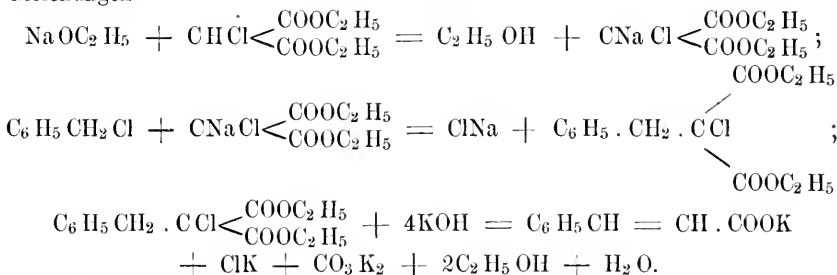 NaOC₂H₅ + CHCl<COOC₂H₅ COOC₂H₅ = C₂H₅OH + CNaCl<COOC₂H₅ COOC₂H₅;
C₆H₅CH₂Cl + CNaCl<COOC₂H₅ COOC₂H₅ = ClNa + C₆H₅.CH₂.CCl COOC₂H₅ COOC₂H₅;
C₆H₅CH₂.CCl<COOC₂H₅ COOC₂H₅ + 4KOH = C₆H₅CH = CH.COOK
+ ClK + CO₃K₂ + 2C₂H₅OH + H₂O.